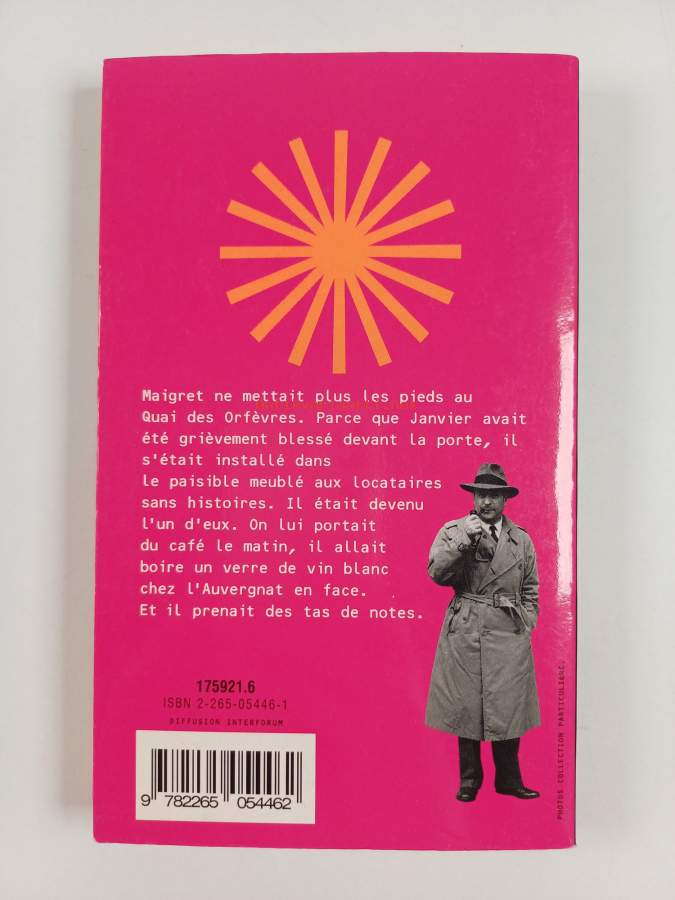 Maigret ne mettait plus les pieds au
Quai des Orfèvres. Parce que Janvier avait
été grièvement blessé devant la porte, il
s'était installé dans
le paisible meublé aux locataires
sans histoires. Il était devenu
l'un d'eux. On lui portait
du café le matin, il allait
boire un verre de vin blanc
chez l'Auvergnat en face.
Et il prenait des tas de notes.
175921.6
ISBN 2-265-05446-1
DIFFUSION INTERFORUM
9 782265 054462
PHOTOS COLLECTION PARTICULIÈRE.